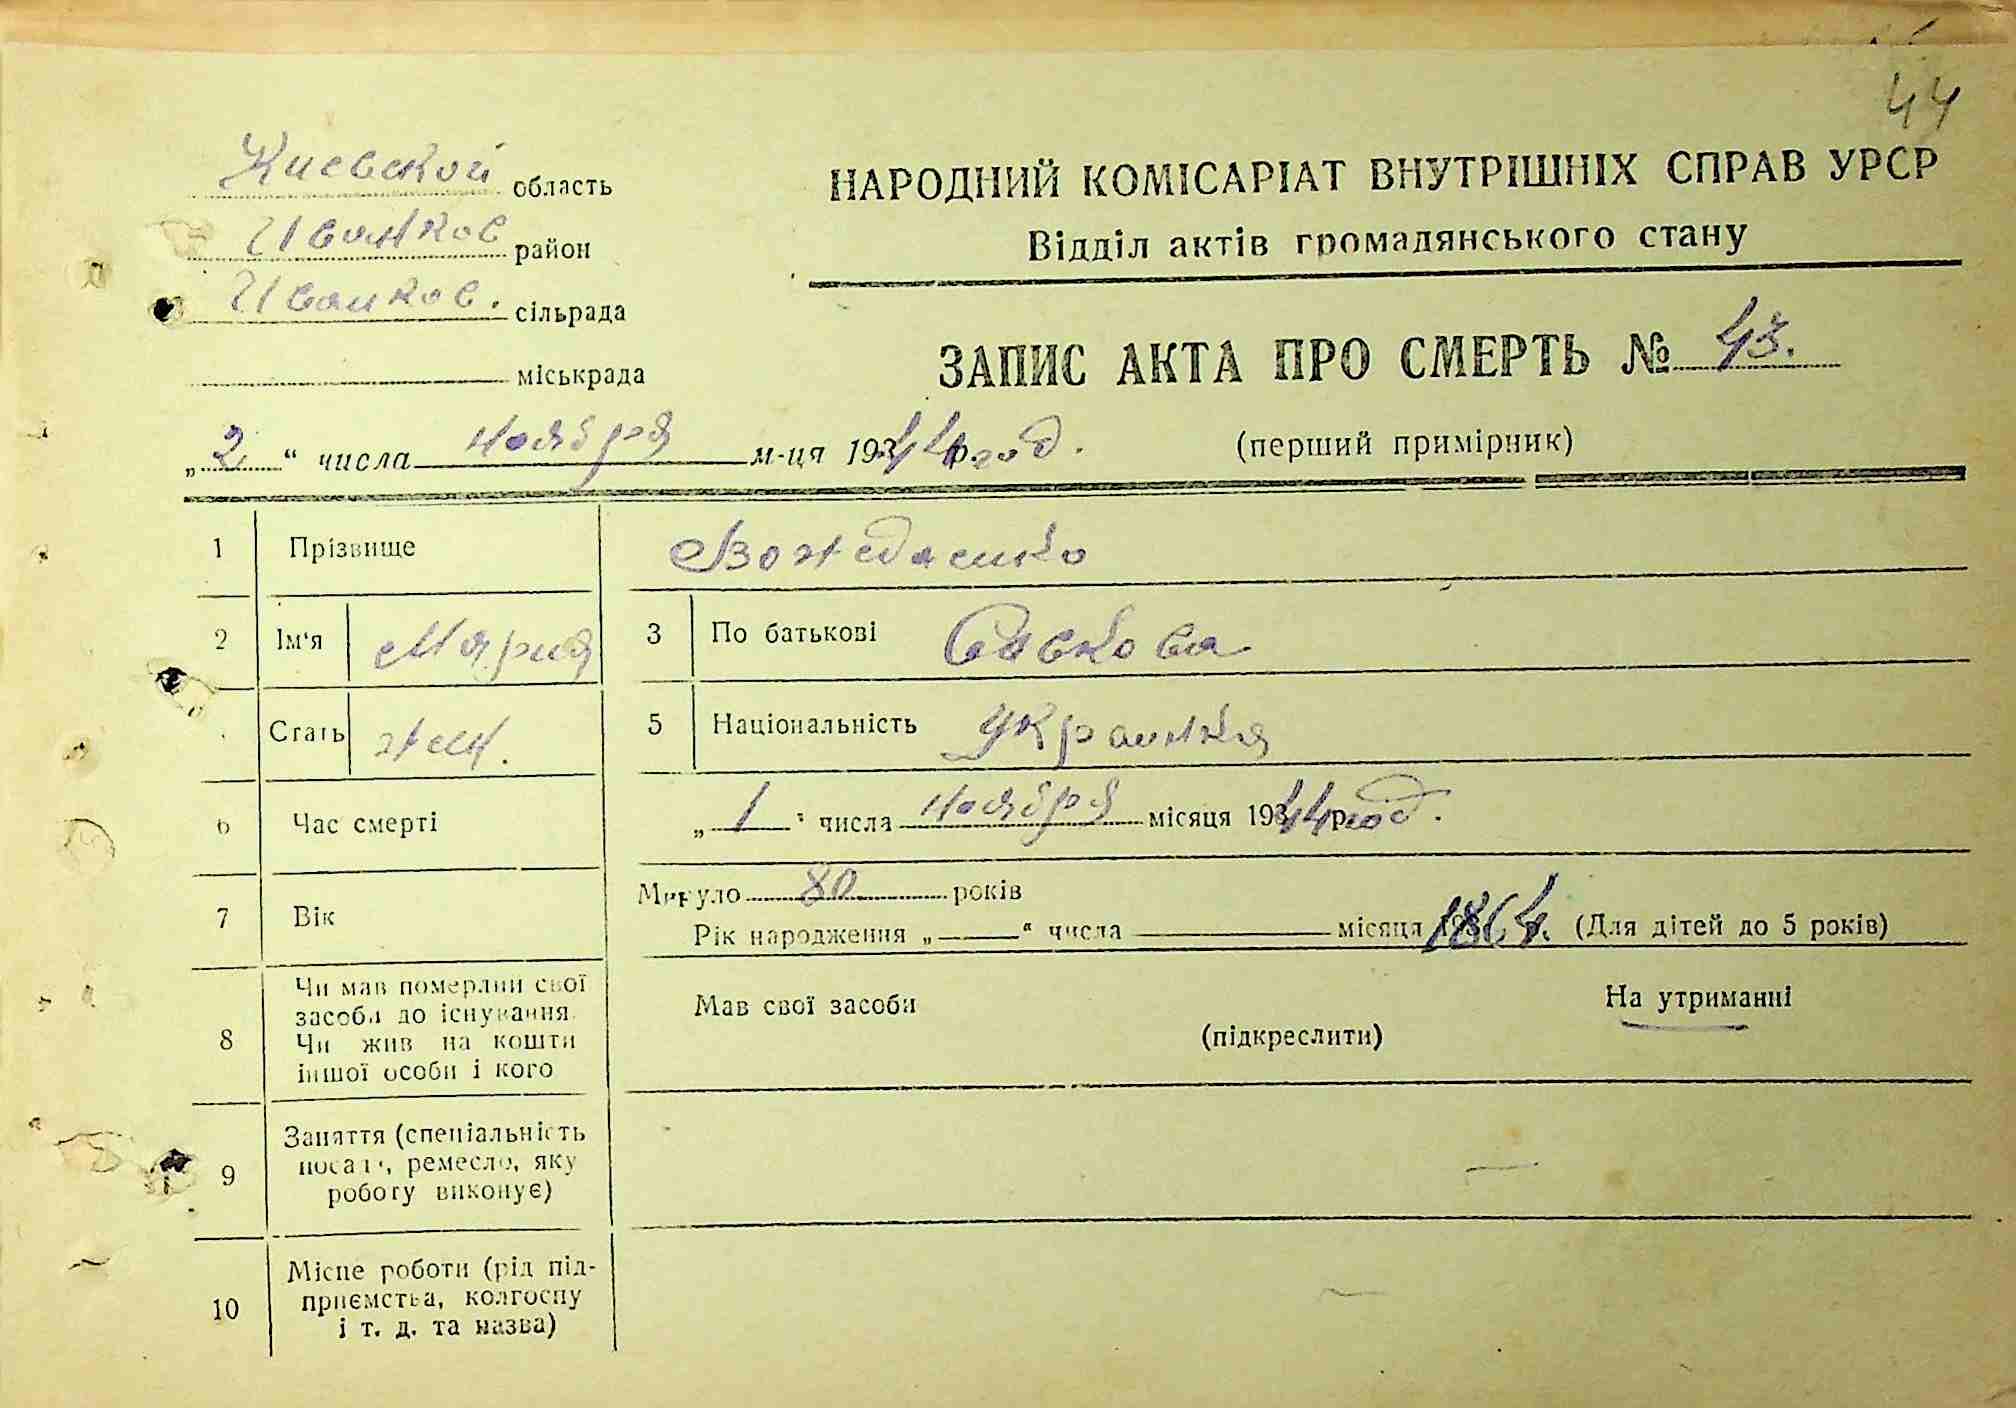 44
Киевской область
НАРОДНИЙ КОМІСАРІАТ ВНУТРІШНІХ СПРАВ УРСР
Иванков район
Відділ актів громадянського стану
Иванков. сільрада
ЗАПИС АКТА ПРО СМЕРТЬ № 43.
міськрада
„2“ числа ноября м-ця 1944 год.
(перший примірник)
1 Прізвище Вождаенко
2 Ім'я Мария 3 По батькові Савкова
Стать жен. 5 Національність Украинка
6 Час смерті „1" числа ноября місяця 1944 год.
7 Вік Минуло 80 років
Рік народження „ “ числа місяця 1864 р. (Для дітей до 5 років)
8 Чи мав померлий свої
засоби до існування.
Чи жив на кошти
іншої особи і кого
Мав свої засоби
(підкреслити)
На утриманні
9 Заняття (спеціальність
посада, ремесло, яку
роботу виконує)
10 Місце роботи (рід під-
приємства, колгоспу
і т. д. та назва)